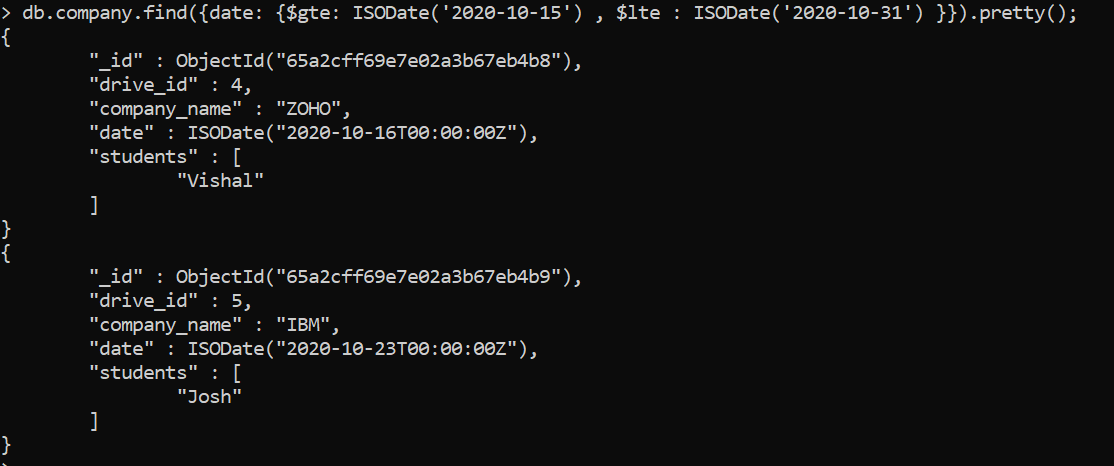 > db.company.find({date: {$gte: ISODate('2020-10-15') , $lte : ISODate('2020-10-31') }}).pretty();
{
        "_id" : ObjectId("65a2cff69e7e02a3b67eb4b8"),
        "drive_id" : 4,
        "company_name" : "ZOHO",
        "date" : ISODate("2020-10-16T00:00:00Z"),
        "students" : [
                "Vishal"
        ]
}
{
        "_id" : ObjectId("65a2cff69e7e02a3b67eb4b9"),
        "drive_id" : 5,
        "company_name" : "IBM",
        "date" : ISODate("2020-10-23T00:00:00Z"),
        "students" : [
                "Josh"
        ]
}